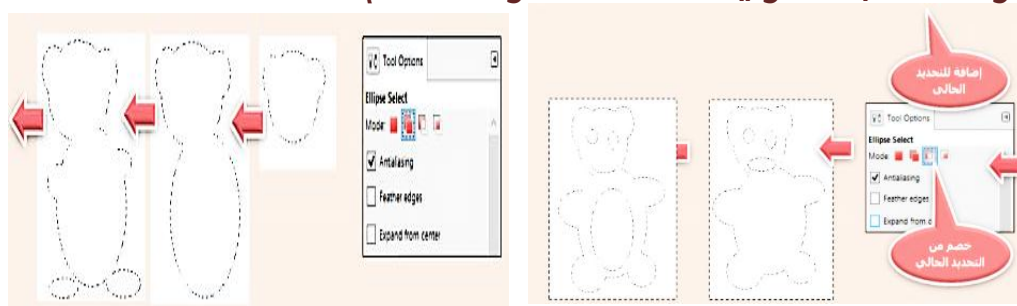 Tool Options
Ellipse Select
Mode:
Antialiasing
Feather edges
Expand from center
إضافة للتحديد
الحالى
Tool Options
Ellipse Select
Mode:
Antialiasing
Feather edges
Expand from c
خصم من
التحديد الحالي